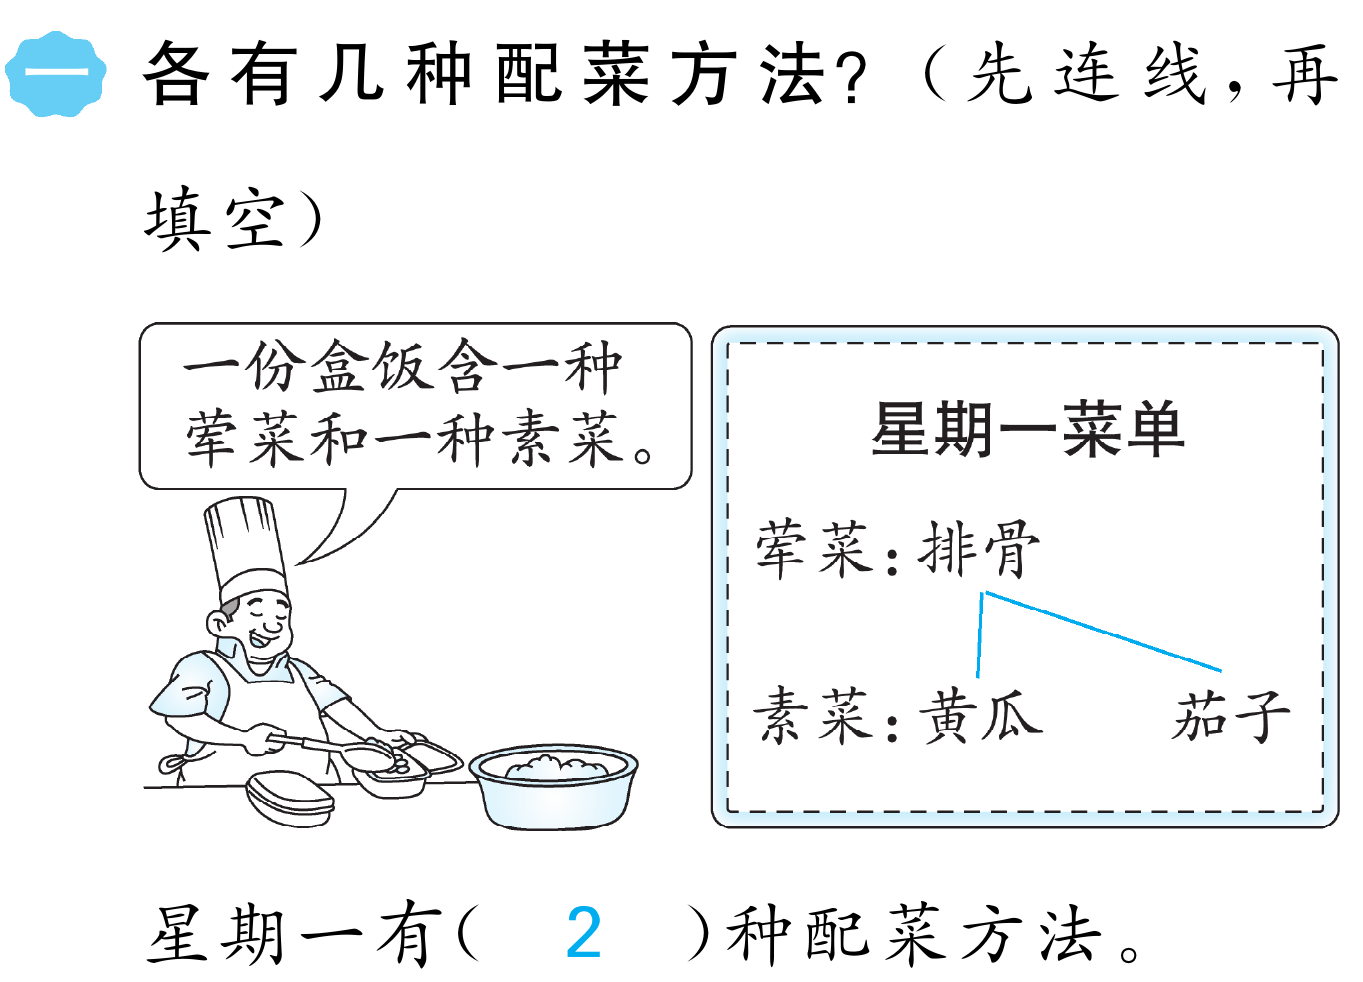 一 各有几种配菜方法?(先连线,再
填空)
一份盒饭含一种
荤菜和一种素菜。
星期一菜单
荤菜:排骨
素菜:黄瓜 茄子
星期一有( 2 )种配菜方法。